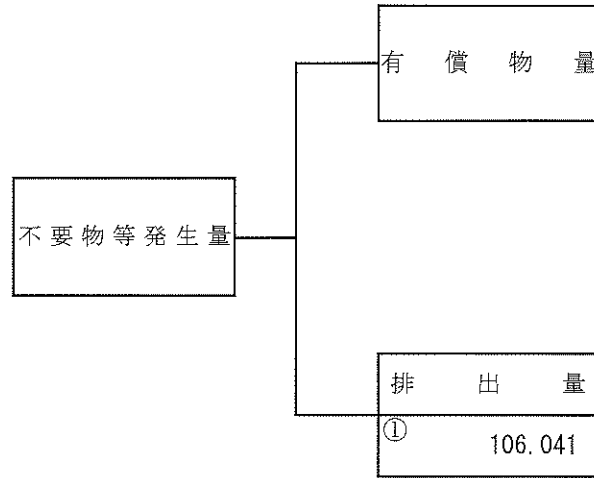 有償物量
不要物等発生量
排出量
①
106.041